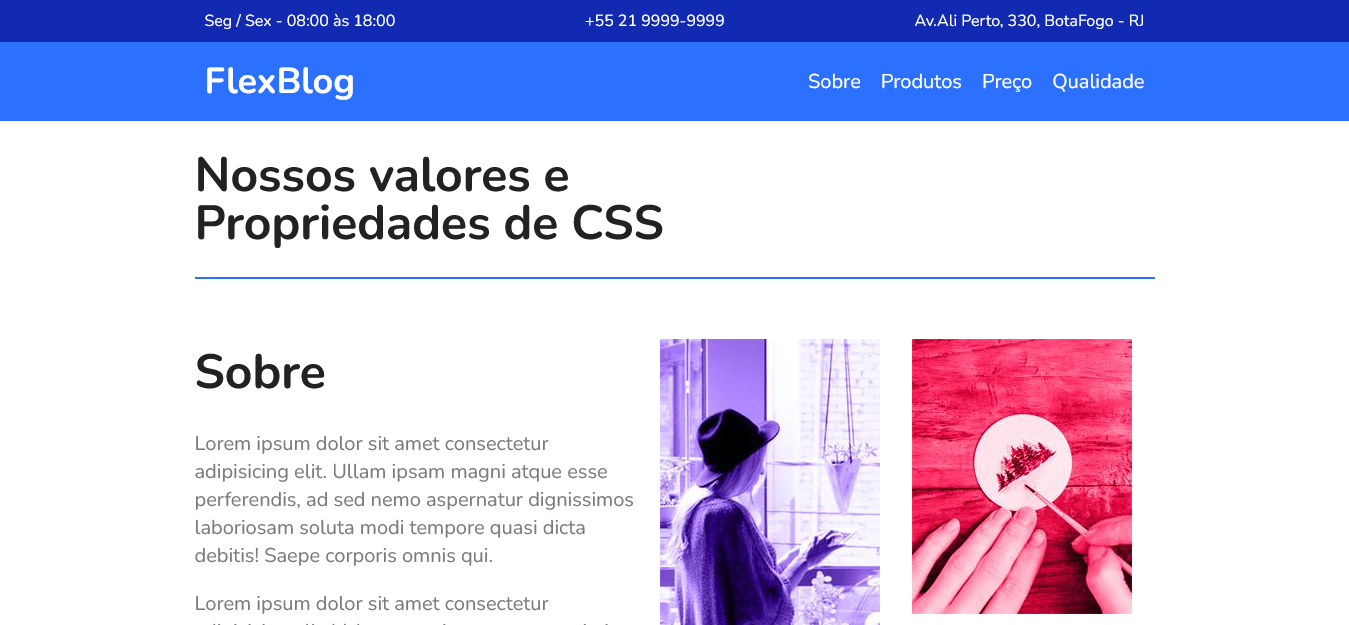 Seg / Sex - 08:00 às 18:00
+55 21 9999-9999
Av.Ali Perto, 330, BotaFogo - RJ
FlexBlog
Sobre
Produtos
Preço
Qualidade
Nossos valores e
Propriedades de CSS
Sobre
Lorem ipsum dolor sit amet consectetur
adipisicing elit. Ullam ipsam magni atque esse
perferendis, ad sed nemo aspernatur dignissimos
laboriosam soluta modi tempore quasi dicta
debitis! Saepe corporis omnis qui.
Lorem ipsum dolor sit amet consectetur